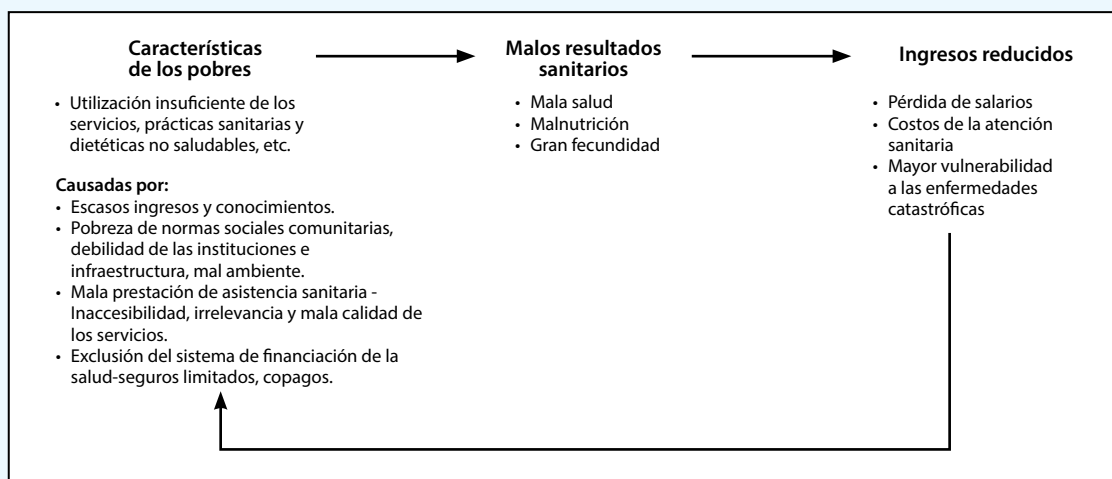 Características
de los pobres
• Utilización insuficiente de los
servicios, prácticas sanitarias y
dietéticas no saludables, etc.
Causadas por:
• Escasos ingresos y conocimientos.
• Pobreza de normas sociales comunitarias,
debilidad de las instituciones e
infraestructura, mal ambiente.
• Mala prestación de asistencia sanitaria -
Inaccesibilidad, irrelevancia y mala calidad de
los servicios.
• Exclusión del sistema de financiación de la
salud-seguros limitados, copagos.
Malos resultados
sanitarios
• Mala salud
• Malnutrición
• Gran fecundidad
Ingresos reducidos
• Pérdida de salarios
• Costos de la atención
sanitaria
• Mayor vulnerabilidad
a las enfermedades
catastróficas